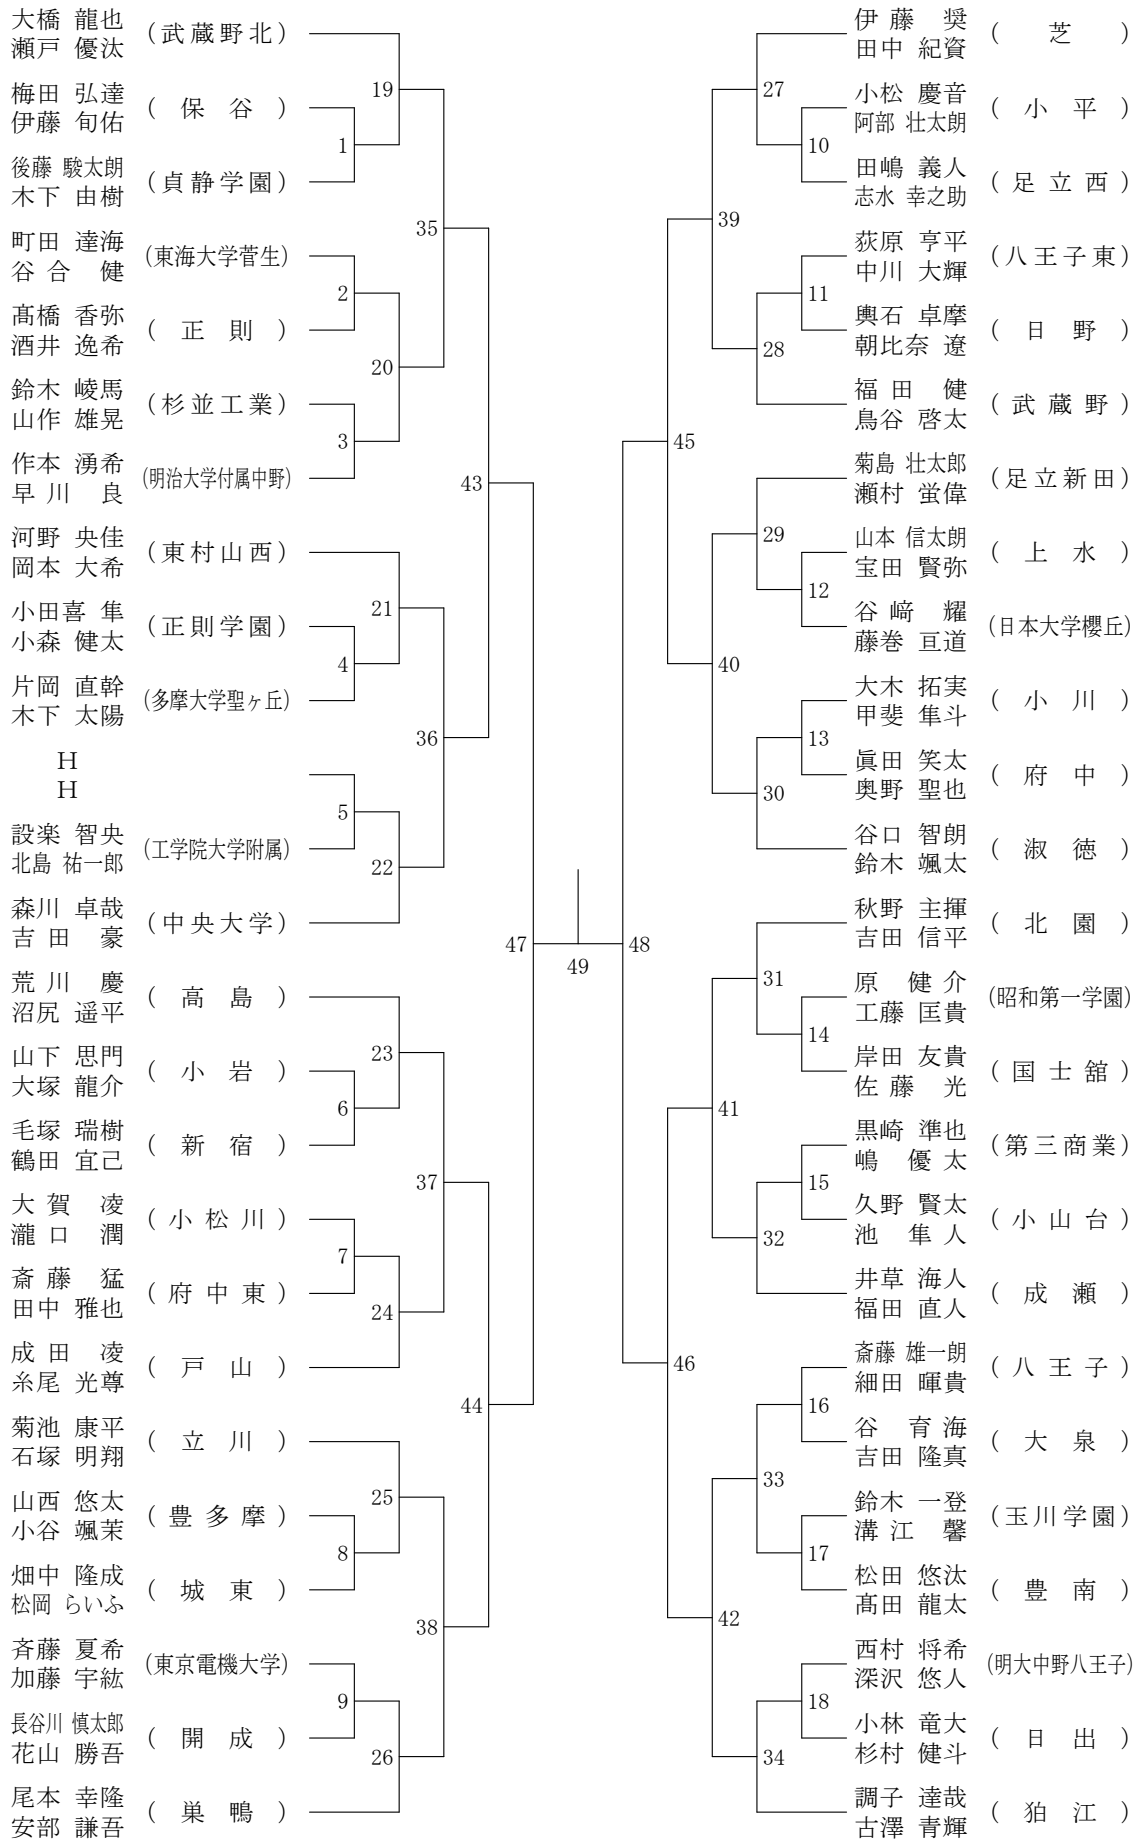 大橋 龍也
瀬戸 優汰
(武蔵野北)
19
梅田 弘達
伊藤 旬佑
(保谷)
1
後藤 駿太朗
木下 由樹
(貞静学園)
35
町田 達海
谷合 健
(東海大学菅生)
2
髙橋 香弥
酒井 逸希
(正則)
20
鈴木 崚馬
山作 雄晃
(杉並工業)
3
作本 湧希
早川 良
(明治大学付属中野)
43
河野 央佳
岡本 大希
(東村山西)
21
小田喜 隼
小森 健太
(正則学園)
4
片岡 直幹
木下 太陽
(多摩大学聖ヶ丘)
36
H
H
5
設楽 智央
北島 祐一郎
(工学院大学附属)
22
森川 卓哉
吉田 豪
(中央大学)
47
荒川 慶
沼尻 遥平
(高島)
23
山下 思門
大塚 龍介
(小岩)
6
毛塚 瑞樹
鶴田 宜己
(新宿)
37
大賀 凌
瀧口 潤
(小松川)
7
斎藤 猛
田中 雅也
(府中東)
24
成田 凌
糸尾 光尊
(戸山)
44
菊池 康平
石塚 明翔
(立川)
25
山西 悠太
小谷 颯茉
(豊多摩)
8
畑中 隆成
松岡 らいふ
(城東)
38
斉藤 夏希
加藤 宇紘
(東京電機大学)
9
長谷川 慎太郎
花山 勝吾
(開成)
26
尾本 幸隆
安部 謙吾
(巣鴨)
49
伊藤 奨
田中 紀資
(芝)
27
小松 慶音
阿部 壮太朗
(小平)
10
田嶋 義人
志水 幸之助
(足立西)
39
荻原 亨平
中川 大輝
(八王子東)
11
輿石 卓摩
朝比奈 遼
(日野)
28
福田 健
鳥谷 啓太
(武蔵野)
45
菊島 壮太郎
瀬村 蛍偉
(足立新田)
29
山本 信太朗
宝田 賢弥
(上水)
12
谷﨑 耀
藤巻 亘道
(日本大学櫻丘)
40
大木 拓実
甲斐 隼斗
(小川)
13
眞田 笑太
奥野 聖也
(府中)
30
谷口 智朗
鈴木 颯太
(淑徳)
48
秋野 主揮
吉田 信平
(北園)
31
原 健介
工藤 匡貴
(昭和第一学園)
14
岸田 友貴
佐藤 光
(国士舘)
41
黒崎 準也
嶋 優太
(第三商業)
15
久野 賢太
池 隼人
(小山台)
32
井草 海人
福田 直人
(成瀬)
46
斎藤 雄一朗
細田 暉貴
(八王子)
16
谷 育海
吉田 隆真
(大泉)
33
鈴木 一登
溝江 馨
(玉川学園)
17
松田 悠汰
髙田 龍太
(豊南)
42
西村 将希
深沢 悠人
(明大中野八王子)
18
小林 竜大
杉村 健斗
(日出)
34
調子 達哉
古澤 青輝
(狛江)